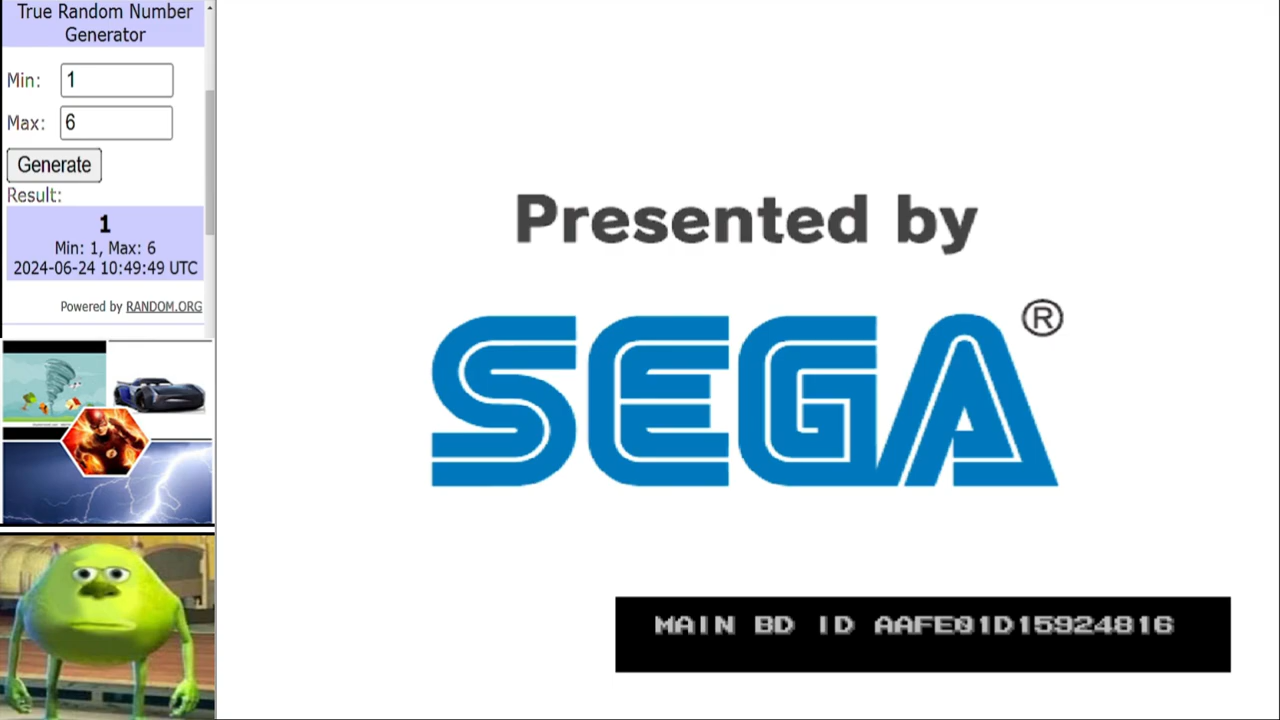 True Random Number
Generator
Min: 1
Max: 6
Generate
Result:
1
Min: 1, Max: 6
2024-06-24 10:49:49 UTC
Powered by RANDOM.ORG
Presented by
SEGA®
MAIN BD ID AAFE01D15924816